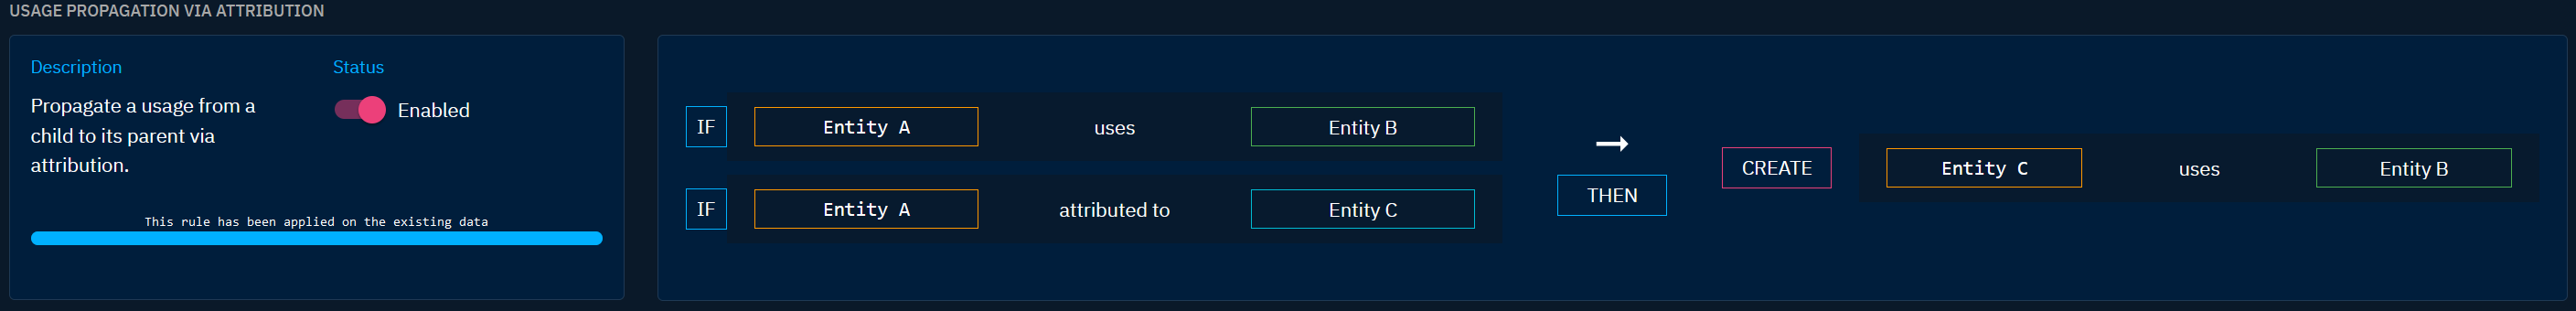 USAGE PROPAGATION VIA ATTRIBUTION
Description
Status
Propagate a usage from a
child to its parent via
attribution.
Enabled
This rule has been applied on the existing data
IF Entity A uses Entity B
IF Entity A attributed to Entity C
→
THEN
CREATE Entity C uses Entity B